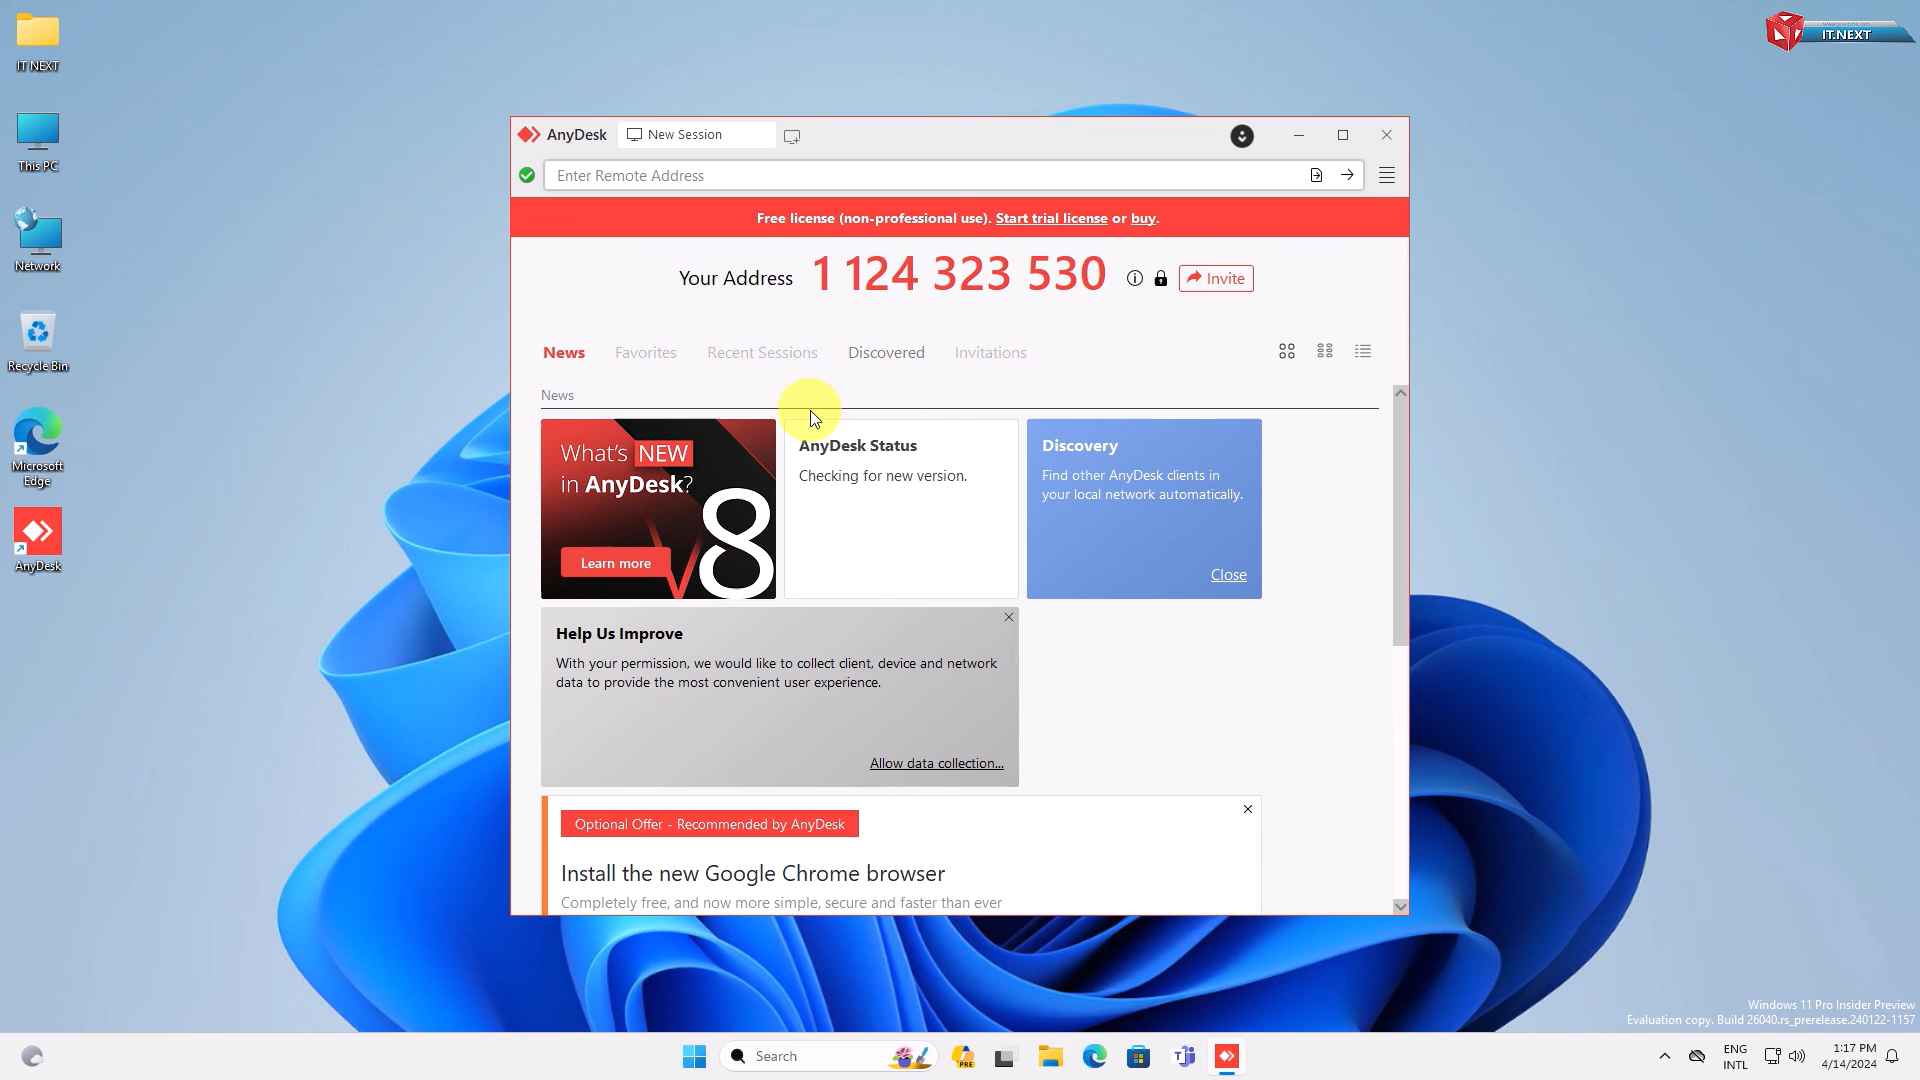 IT NEXT
This PC
Network
Recycle Bin
Microsoft
Edge
AnyDesk
IT.NEXT
AnyDesk
New Session
Enter Remote Address
Free license (non-professional use). Start trial license or buy.
Your Address
1 124 323 530
Invite
News
Favorites
Recent Sessions
Discovered
Invitations
News
What's NEW
in AnyDesk?
V8
Learn more
AnyDesk Status
Checking for new version.
Discovery
Find other AnyDesk clients in
your local network automatically.
Close
Help Us Improve
With your permission, we would like to collect client, device and network
data to provide the most convenient user experience.
Allow data collection...
Optional Offer - Recommended by AnyDesk
Install the new Google Chrome browser
Completely free, and now more simple, secure and faster than ever
Windows 11 Pro Insider Preview
Evaluation copy. Build 26040.rs_prerelease.240122-1157
Search
PRE
ENG
INTL
1:17 PM
4/14/2024